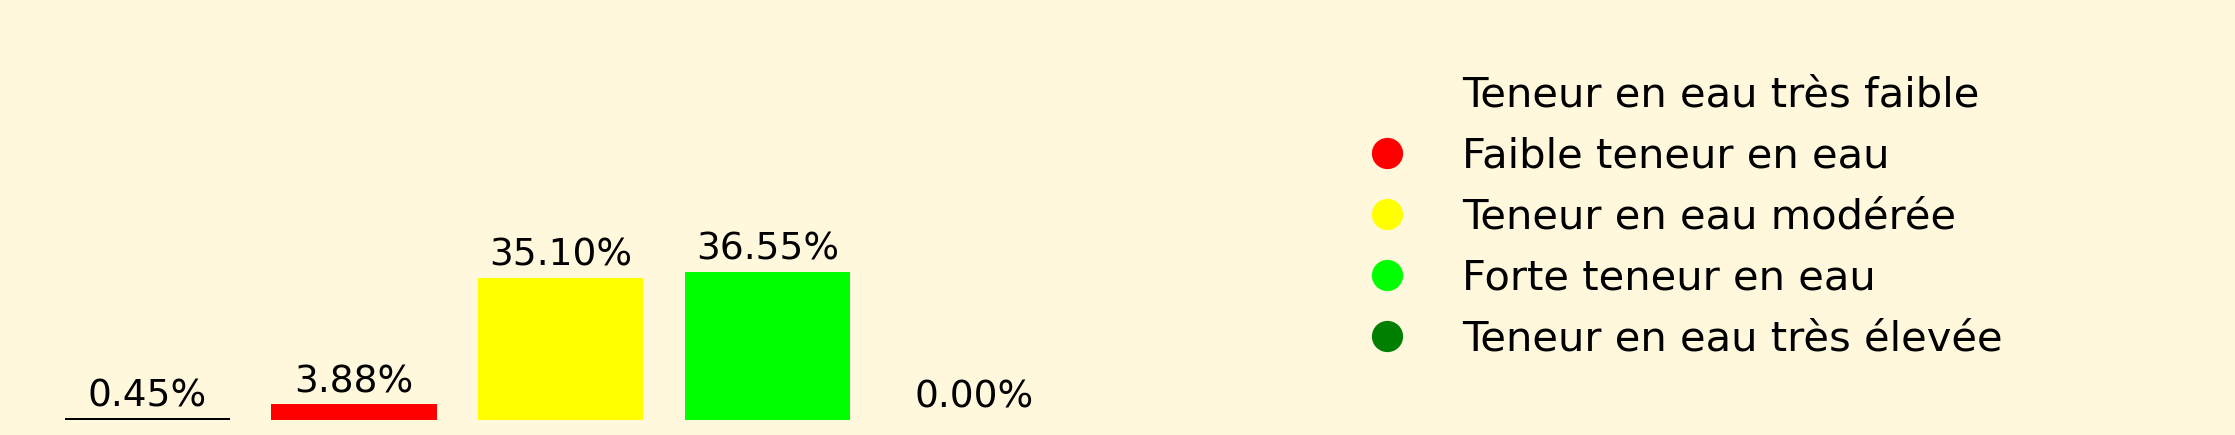 0.45%
3.88%
35.10%
36.55%
0.00%
Teneur en eau très faible
Faible teneur en eau
Teneur en eau modérée
Forte teneur en eau
Teneur en eau très élevée